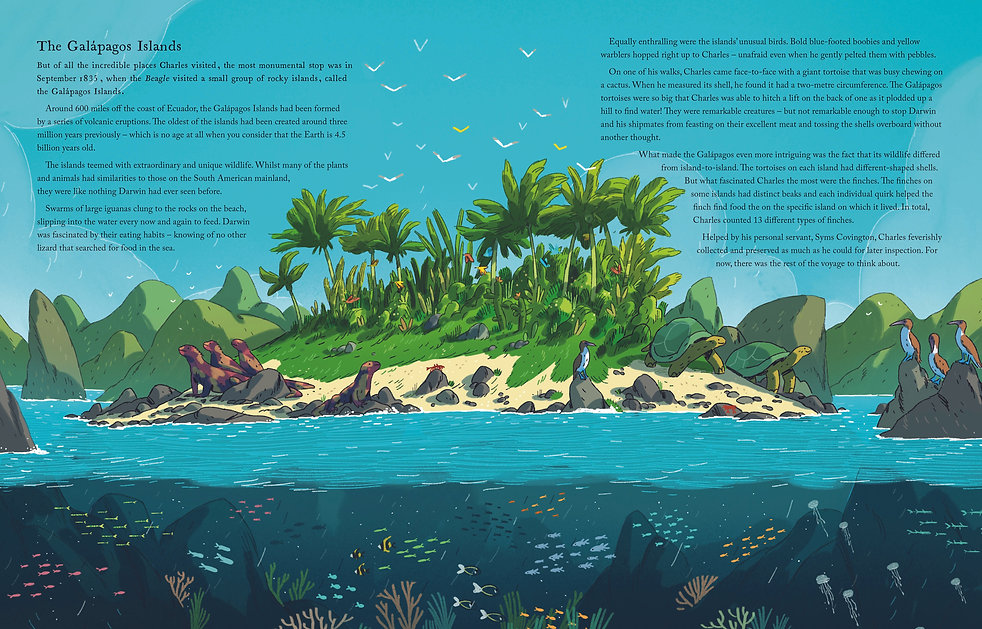 The Galápagos Islands
But of all the incredible places Charles visited, the most monumental stop was in
September 1835, when the Beagle visited a small group of rocky islands, called
the Galápagos Islands.
Around 600 miles off the coast of Ecuador, the Galápagos Islands had been formed
by a series of volcanic eruptions. The oldest of the islands had been created around three
million years previously – which is no age at all when you consider that the Earth is 4.5
billion years old.
The islands teemed with extraordinary and unique wildlife. Whilst many of the plants
and animals had similarities to those on the South American mainland,
they were like nothing Darwin had ever seen before.
Swarms of large iguanas clung to the rocks on the beach,
slipping into the water every now and again to feed. Darwin
was fascinated by their eating habits – knowing of no other
lizard that searched for food in the sea.
Equally enthralling were the islands' unusual birds. Bold blue-footed boobies and yellow
warblers hopped right up to Charles – unafraid even when he gently pelted them with pebbles.
On one of his walks, Charles came face-to-face with a giant tortoise that was busy chewing on
a cactus. When he measured its shell, he found it had a two-metre circumference. The Galápagos
tortoises were so big that Charles was able to hitch a lift on the back of one as it plodded up a
hill to find water! They were remarkable creatures – but not remarkable enough to stop Darwin
and his shipmates from feasting on their excellent meat and tossing the shells overboard without
another thought.
What made the Galápagos even more intriguing was the fact that its wildlife differed
from island-to-island. The tortoises on each island had different-shaped shells.
But what fascinated Charles the most were the finches. The finches on
some islands had distinct beaks and each individual quirk helped the
finch find food the on the specific island on which it lived. In total,
Charles counted 13 different types of finches.
Helped by his personal servant, Syms Covington, Charles feverishly
collected and preserved as much as he could for later inspection. For
now, there was the rest of the voyage to think about.